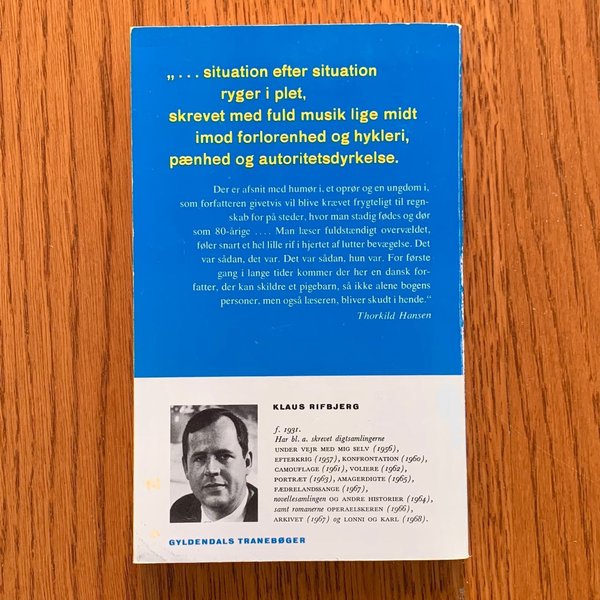 „... situation efter situation
ryger i plet,
skrevet med fuld musik lige midt
imod forlorenhed og hykleri,
pænhed og autoritetsdyrkelse.
Der er afsnit med humør i, et oprør og en ungdom i,
som forfatteren givetvis vil blive krævet frygteligt til regn-
skab for på steder, hvor man stadig fødes og dør
som 80-årige .... Man læser fuldstændigt overvældet,
føler snart et hel lille rif i hjertet af lutter bevægelse. Det
var sådan, det var. Det var sådan, hun var. For første
gang i lange tider kommer der her en dansk for-
fatter, der kan skildre et pigebarn, så ikke alene bogens
personer, men også læseren, bliver skudt i hende.“
Thorkild Hansen
KLAUS RIFBJERG
f. 1931.
Har bl. a. skrevet digtsamlingerne
UNDER VEJR MED MIG SELV (1956),
EFTERKRIG (1957), KONFRONTATION (1960),
CAMOUFLAGE (1961), VOLIERE (1962),
PORTRÆT (1963), AMAGERDIGTE (1965),
FÆDRELANDSSANGE (1967),
novellesamlingen OG ANDRE HISTORIER (1964),
samt romanerne OPERAELSKEREN (1966),
ARKIVET (1967) og LONNI OG KARL (1968).
GYLDENDALS TRANEBØGER